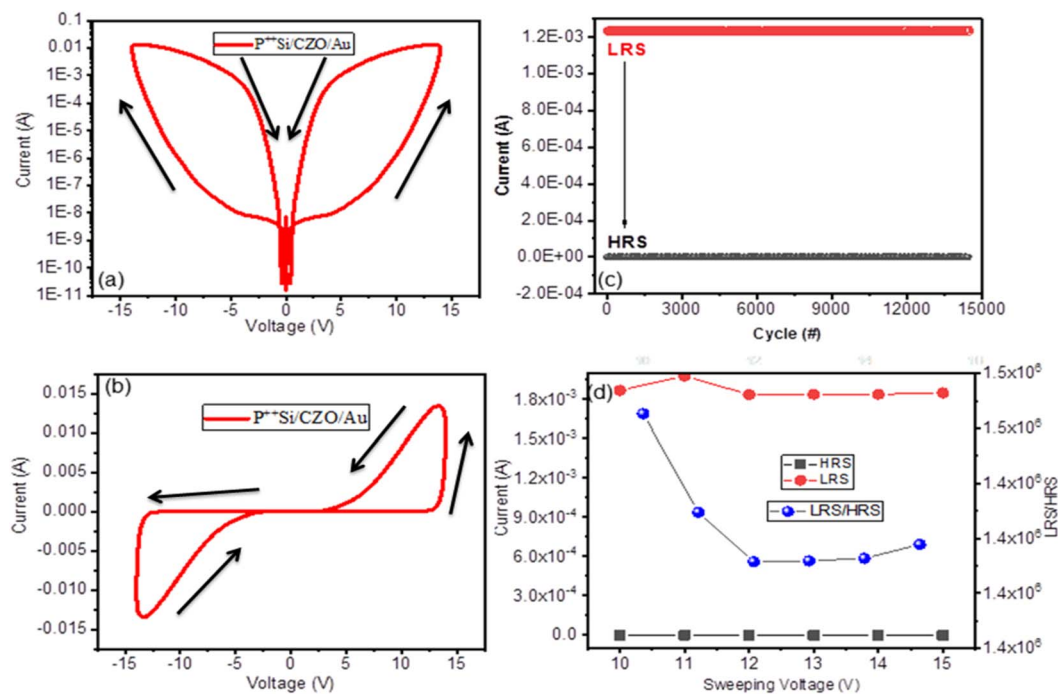 0.1
0.01
1E-3
1E-4
1E-5
1E-6
1E-7
1E-8
1E-9
1E-10
1E-11
Current (A)
P++Si/CZO/Au
(a)
-15 -10 -5 0 5 10 15
Voltage (V)
1.2E-03
1.0E-03
8.0E-04
6.0E-04
4.0E-04
2.0E-04
0.0E+00
-2.0E-04
Current (A)
LRS
HRS
(c)
0 3000 6000 9000 12000 15000
Cycle (#)
(b)
0.015
0.010
0.005
0.000
-0.005
-0.010
-0.015
Current (A)
P++Si/CZO/Au
-15 -10 -5 0 5 10 15
Voltage (V)
(d)
1.8x10-3
1.5x10-3
1.2x10-3
9.0x10-4
6.0x10-4
3.0x10-4
0.0
Current (A)
HRS
LRS
LRS/HRS
1.5x106
1.5x106
1.4x106
1.4x106
1.4x106
1.4x106
LRS/HRS
10 11 12 13 14 15
Sweeping Voltage (V)